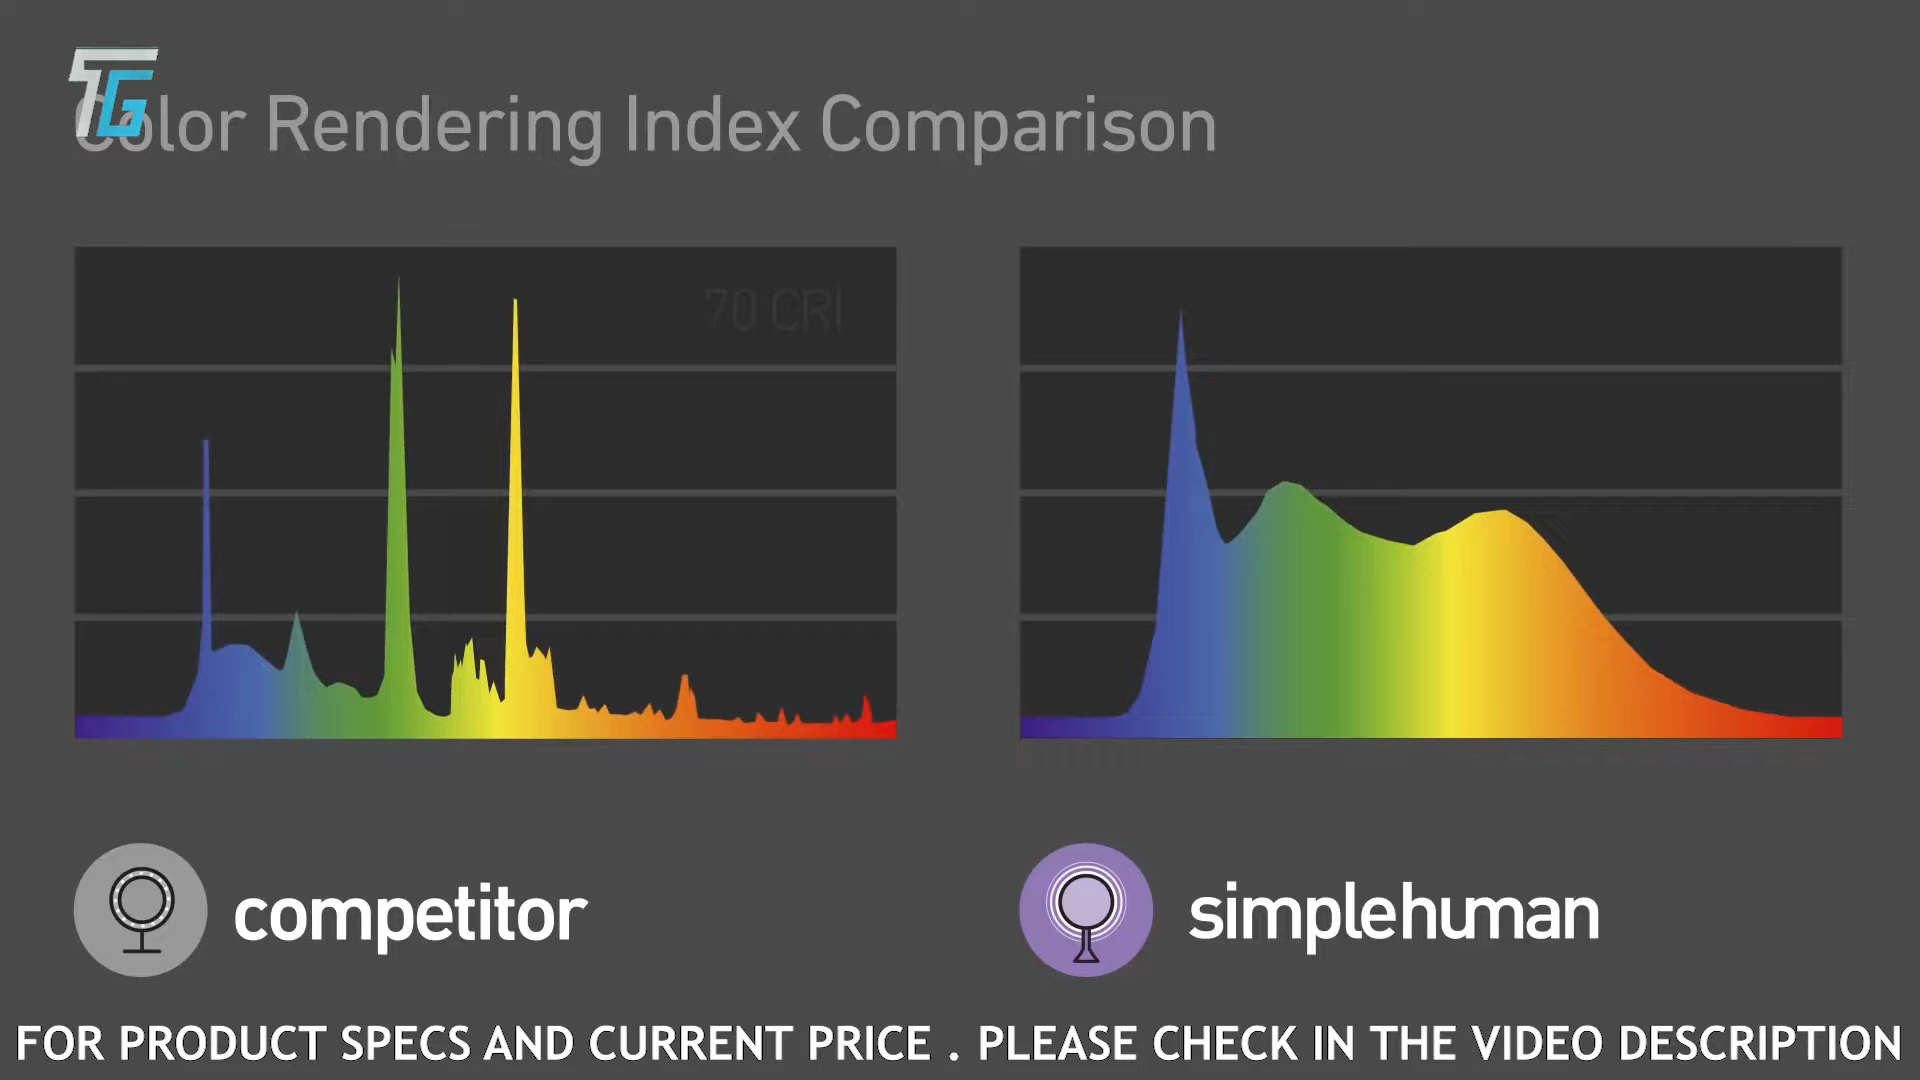 TG
Color Rendering Index Comparison
70 CRI
competitor
simplehuman
FOR PRODUCT SPECS AND CURRENT PRICE . PLEASE CHECK IN THE VIDEO DESCRIPTION